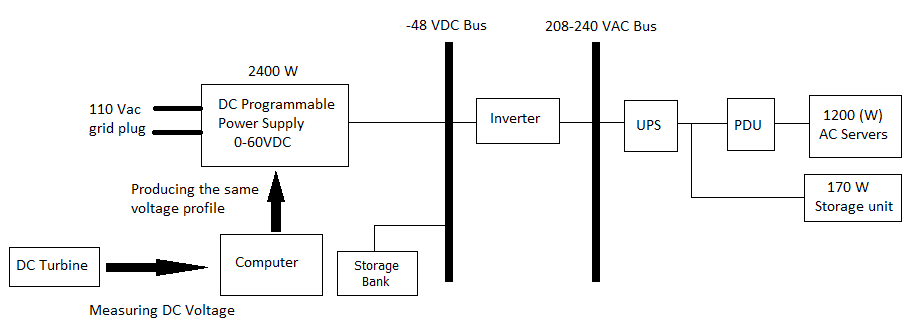 -48 VDC Bus
208-240 VAC Bus
2400 W
110 Vac
grid plug
DC Programmable
Power Supply
0-60VDC
Inverter
UPS
PDU
1200 (W)
AC Servers
170 W
Storage unit
Producing the same
voltage profile
DC Turbine
Computer
Storage
Bank
Measuring DC Voltage